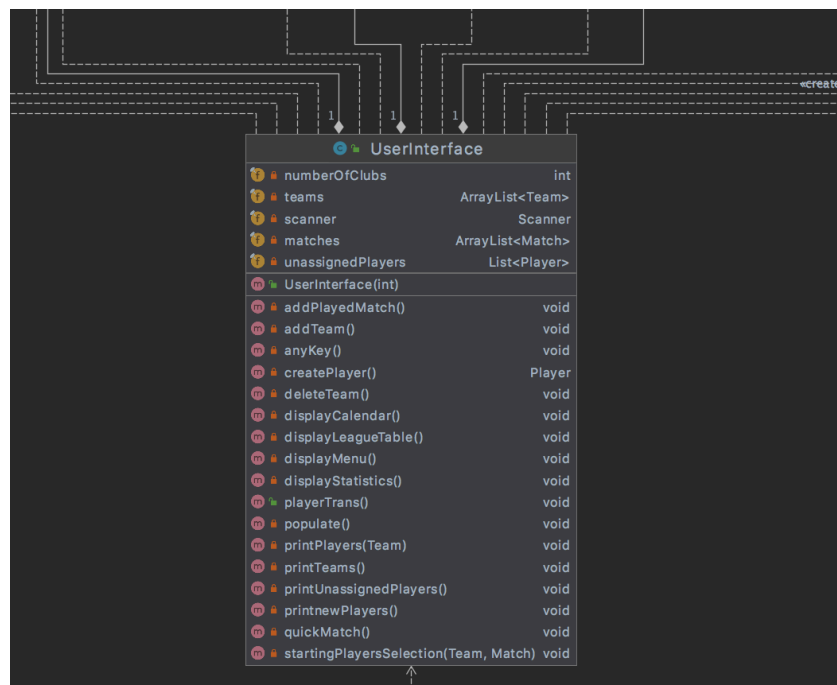 «create
1 1 1
UserInterface
numberOfClubs int
teams ArrayList<Team>
scanner Scanner
matches ArrayList<Match>
unassignedPlayers List<Player>
UserInterface(int)
addPlayedMatch() void
addTeam() void
anyKey() void
createPlayer() Player
deleteTeam() void
displayCalendar() void
displayLeagueTable() void
displayMenu() void
displayStatistics() void
playerTrans() void
populate() void
printPlayers(Team) void
printTeams() void
printUnassignedPlayers() void
printnewPlayers() void
quickMatch() void
startingPlayersSelection(Team, Match) void